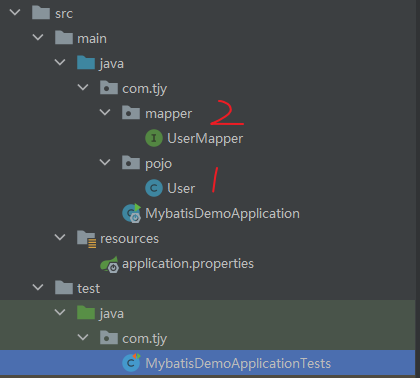 src
main
java
com.tjy
mapper 2
I UserMapper
pojo
C User 1
MybatisDemoApplication
resources
application.properties
test
java
com.tjy
MybatisDemoApplicationTests